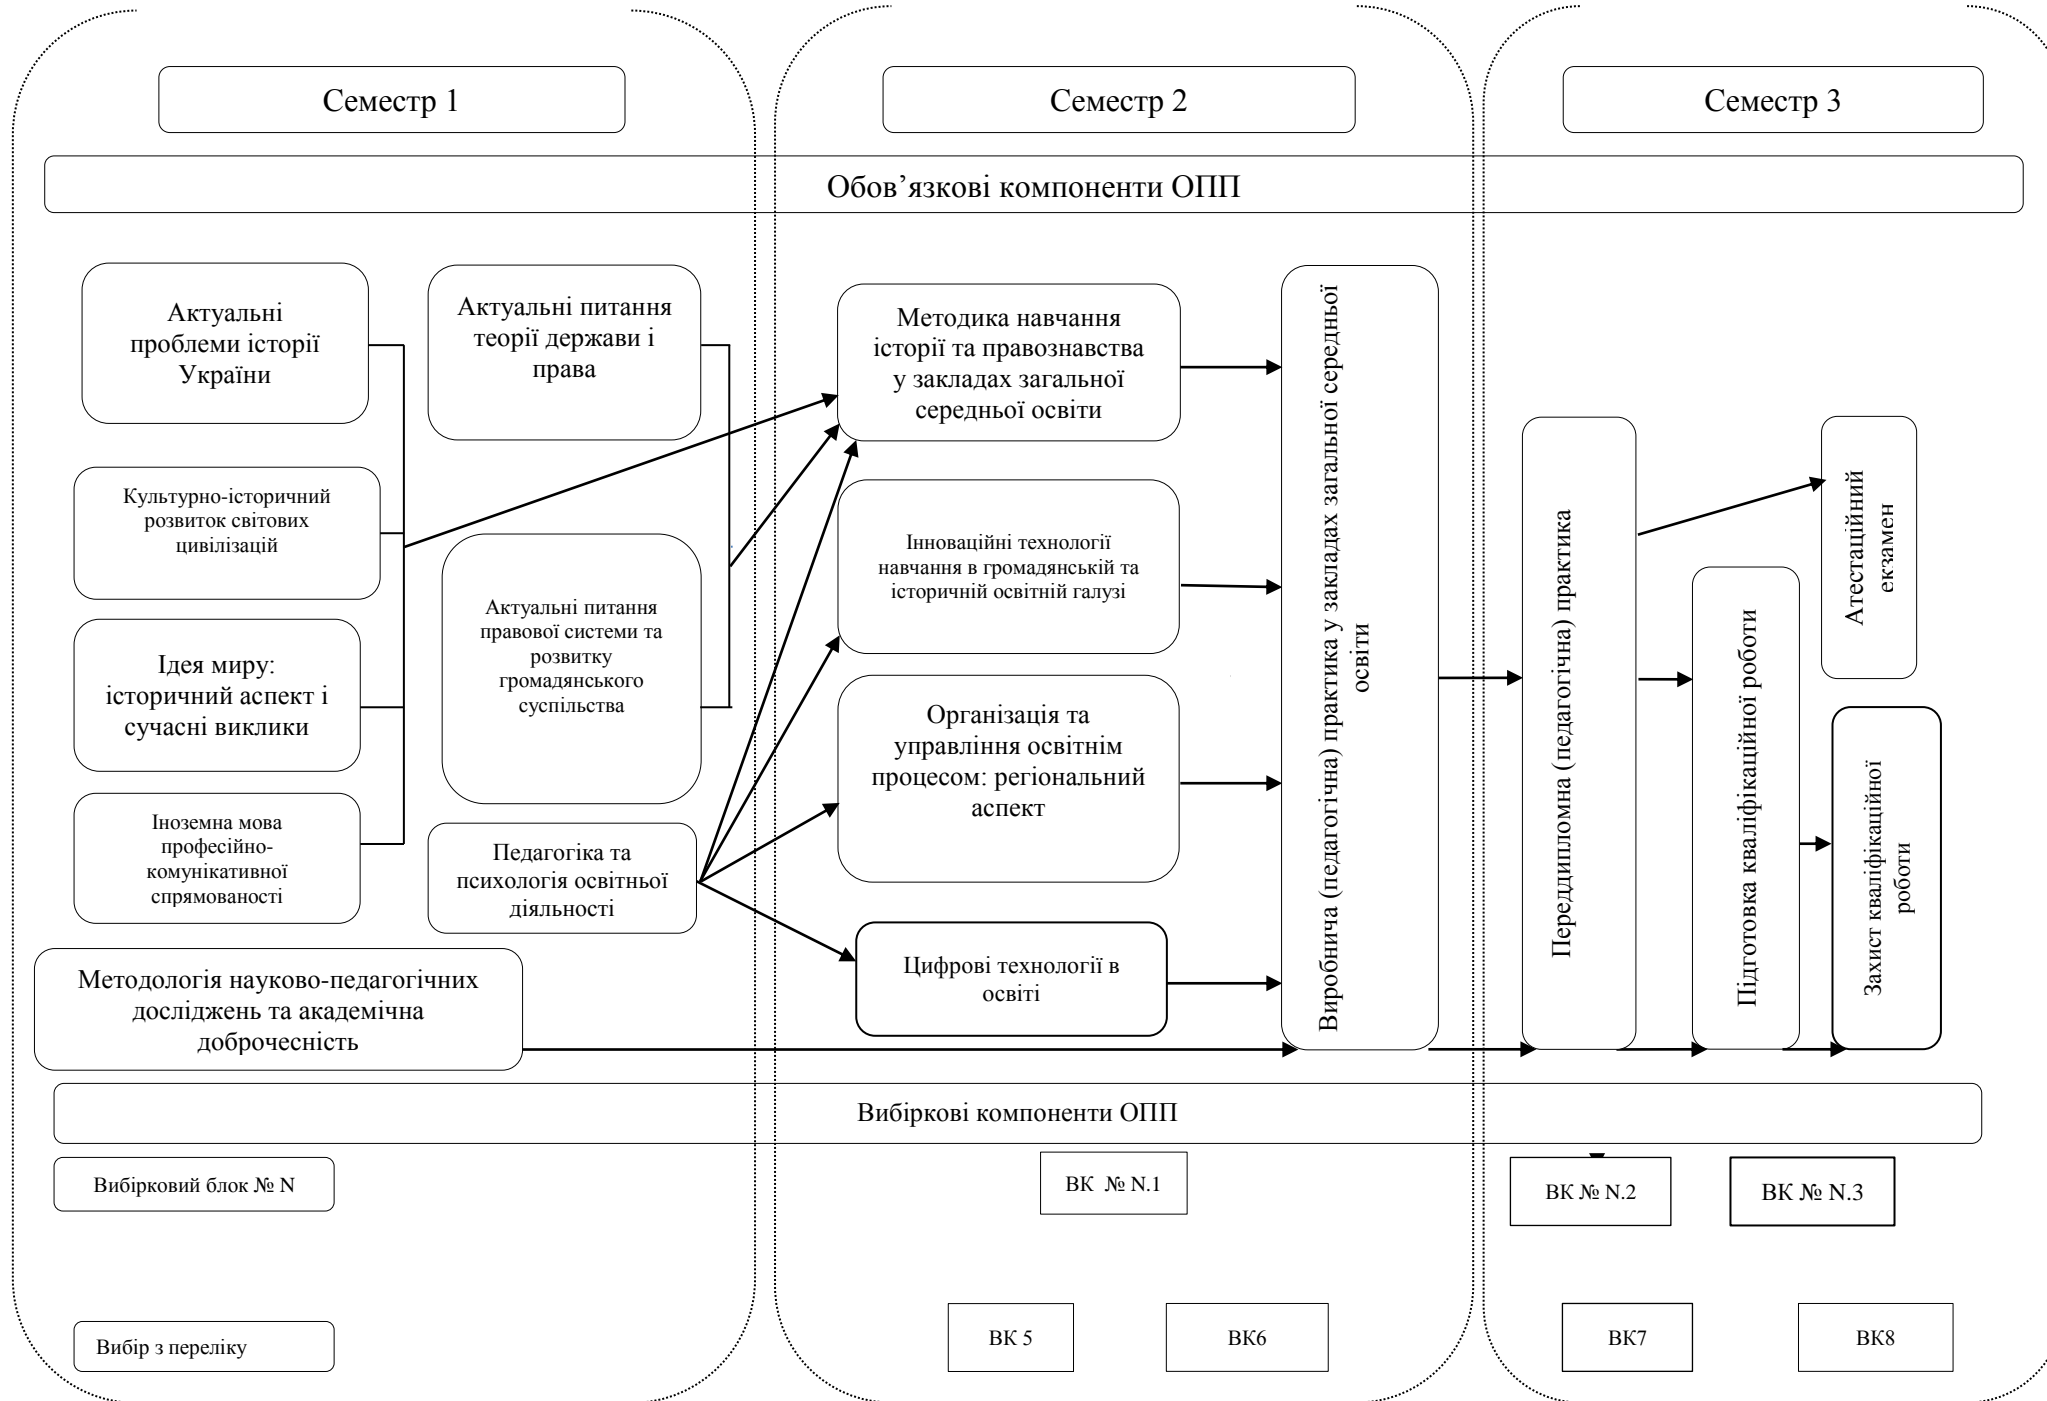 Семестр 1
Семестр 2
Семестр 3
Обов’язкові компоненти ОПП
Актуальні
проблеми історії
України
Культурно-історичний
розвиток світових
цивілізацій
Ідея миру:
історичний аспект і
сучасні виклики
Іноземна мова
професійно-
комунікативної
спрямованості
Методологія науково-педагогічних
досліджень та академічна
доброчесність
Актуальні питання
теорії держави і
права
Актуальні питання
правової системи та
розвитку
громадянського
суспільства
Педагогіка та
психологія освітньої
діяльності
Методика навчання
історії та правознавства
у закладах загальної
середньої освіти
Інноваційні технології
навчання в громадянській та
історичній освітній галузі
Організація та
управління освітнім
процесом: регіональний
аспект
Цифрові технології в
освіті
Виробнича (педагогічна) практика у закладах загальної середньої
освіти
Переддипломна (педагогічна) практика
Підготовка кваліфікаційної роботи
Атестаційний
екзамен
Захист кваліфікаційної
роботи
Вибіркові компоненти ОПП
Вибірковий блок № N
ВК № N.1
ВК № N.2
ВК № N.3
Вибір з переліку
ВК 5
ВК6
ВК7
ВК8